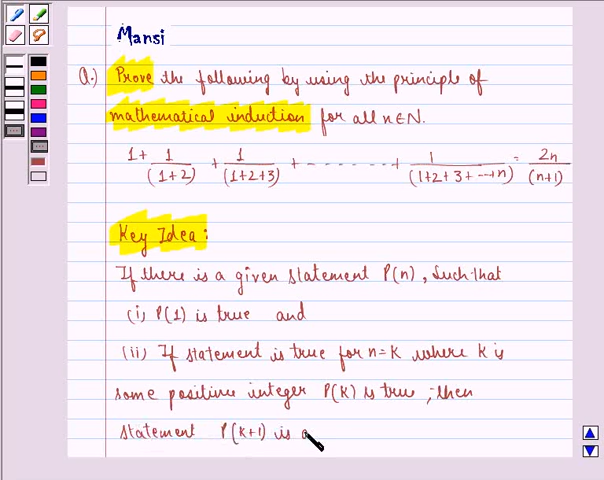 Mansi
Q.) Prove the following by using the principle of
mathematical induction for all n∈N.
1 + 1/(1+2) + 1/(1+2+3) + - - - - - - - - + 1/(1+2+3+---+n) = 2n/(n+1)
Key Idea:
If there is a given statement P(n), such that
(i) P(1) is true and
(ii) If statement is true for n=k where k is
some positive integer P(k) is true, then
statement P(k+1) is